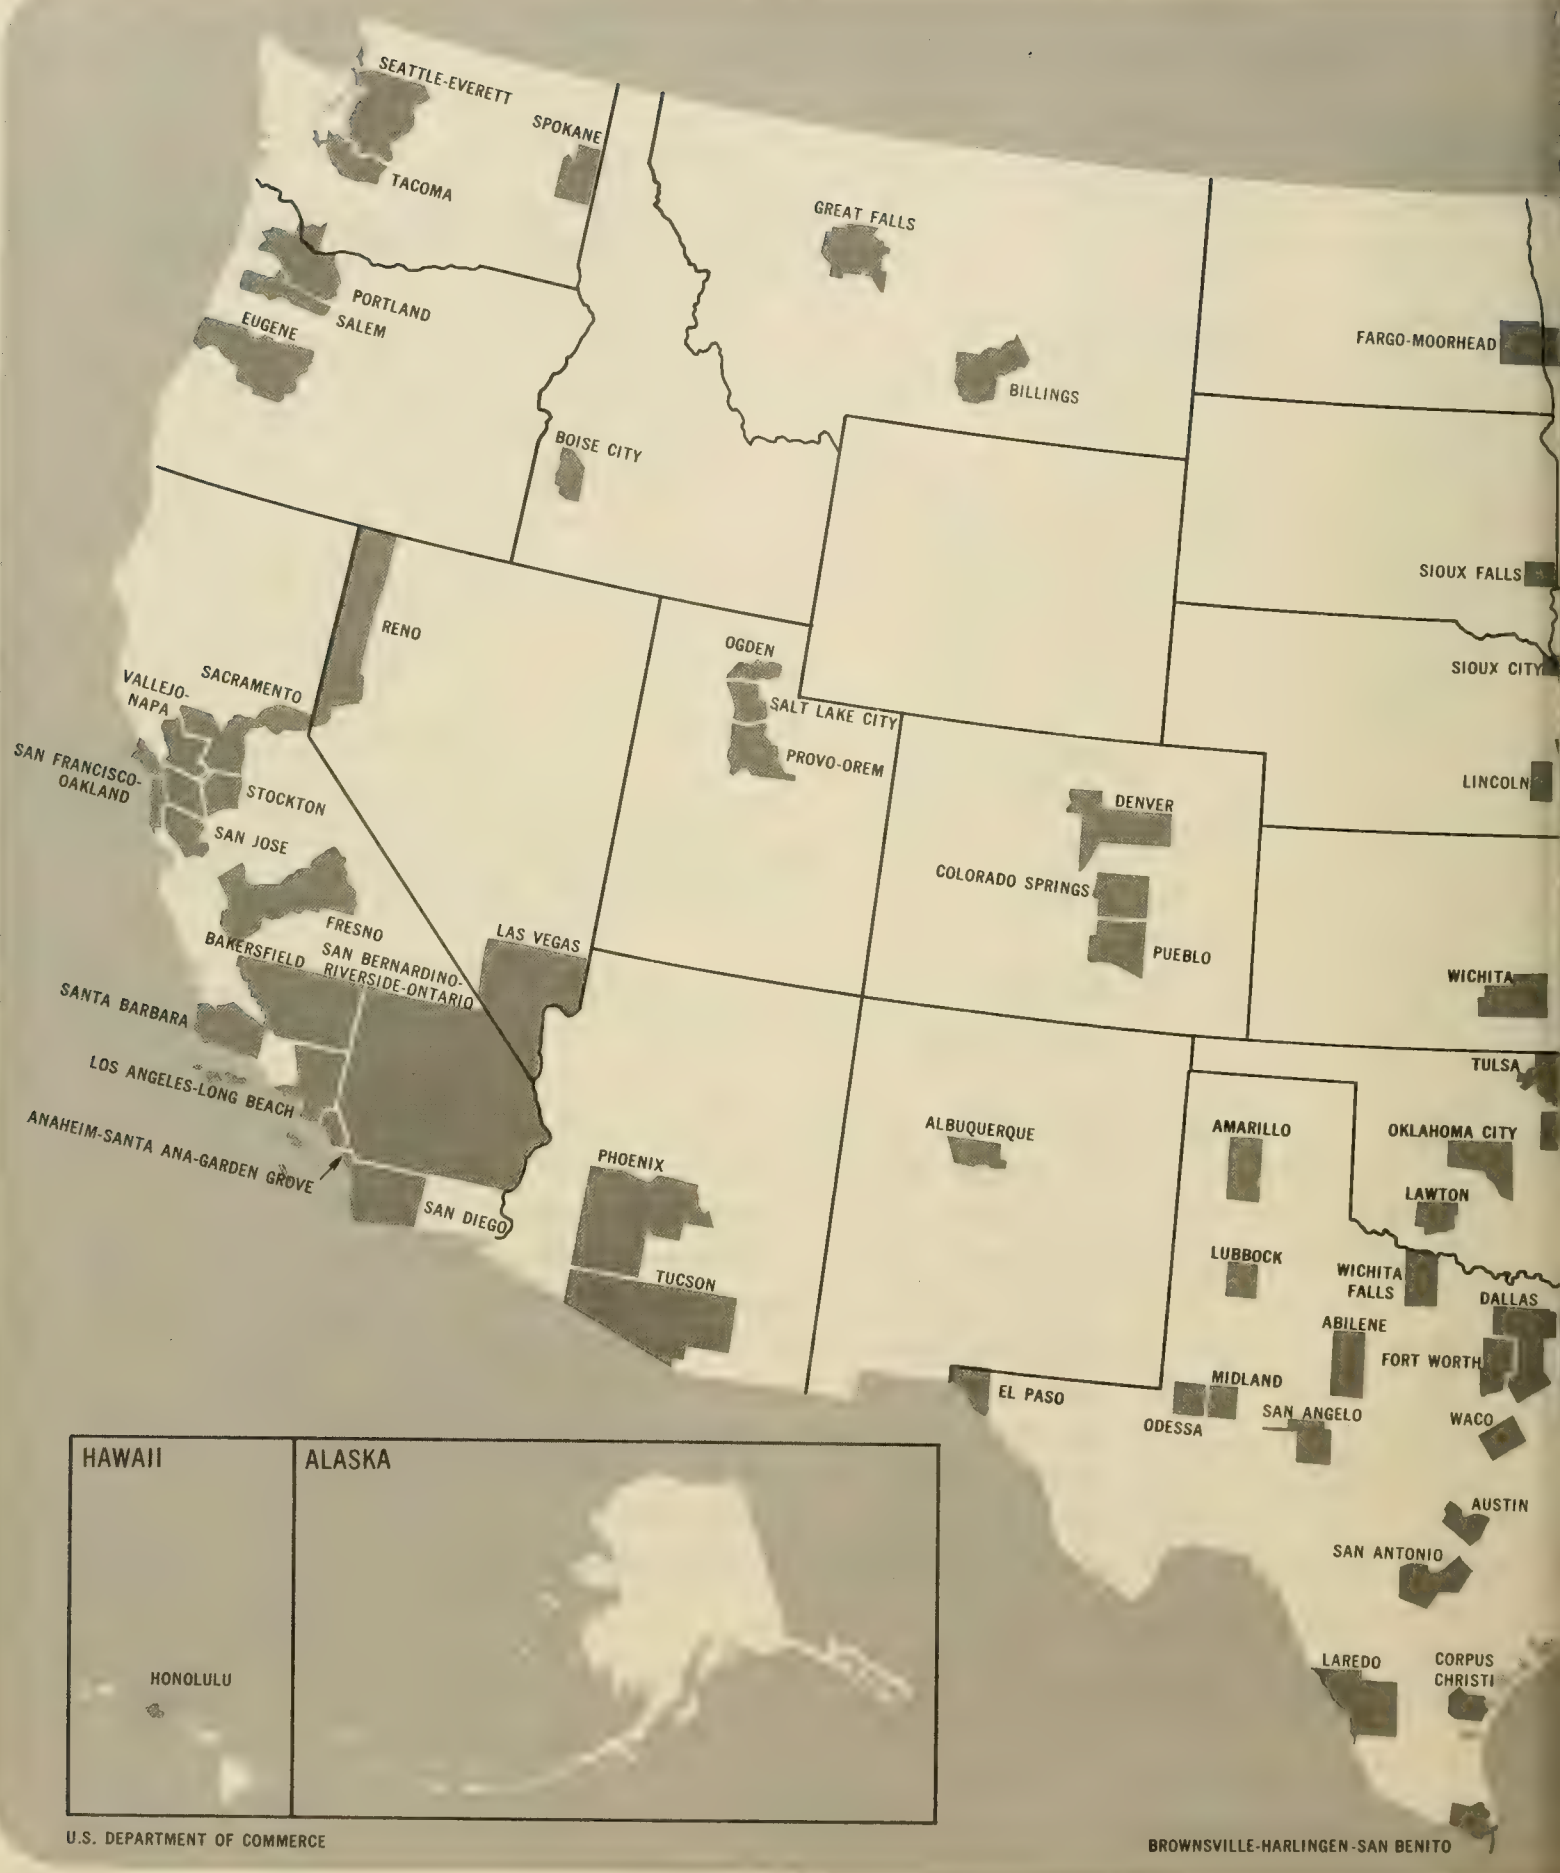 SEATTLE-EVERETT
SPOKANE
TACOMA
GREAT FALLS
PORTLAND
SALEM
EUGENE
FARGO-MOORHEAD
BILLINGS
BOISE CITY
SIOUX FALLS
RENO
OGDEN
SACRAMENTO
SIOUX CITY
VALLEJO-
NAPA
SALT LAKE CITY
PROVO-OREM
SAN FRANCISCO-
OAKLAND
STOCKTON
LINCOLN
DENVER
SAN JOSE
COLORADO SPRINGS
FRESNO
LAS VEGAS
BAKERSFIELD
SAN BERNARDINO-
RIVERSIDE-ONTARIO
PUEBLO
WICHITA
SANTA BARBARA
TULSA
LOS ANGELES-LONG BEACH
ANAHEIM-SANTA ANA-GARDEN GROVE
ALBUQUERQUE
AMARILLO
OKLAHOMA CITY
PHOENIX
LAWTON
SAN DIEGO
LUBBOCK
WICHITA
FALLS
TUCSON
DALLAS
ABILENE
FORT WORTH
MIDLAND
EL PASO
SAN ANGELO
ODESSA
WACO
HAWAII
ALASKA
AUSTIN
SAN ANTONIO
LAREDO
CORPUS
CHRISTI
HONOLULU
U.S. DEPARTMENT OF COMMERCE
BROWNSVILLE-HARLINGEN-SAN BENITO